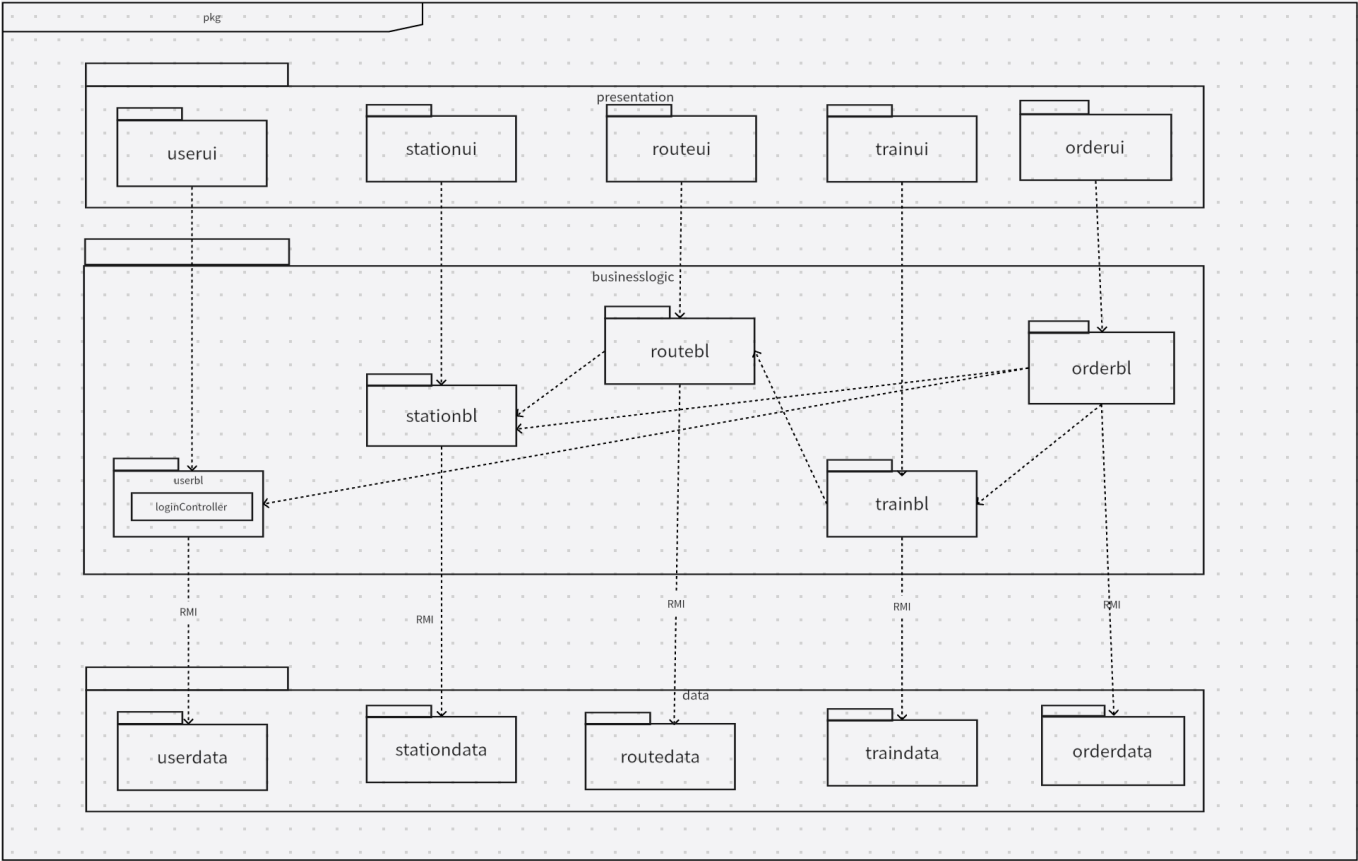 pkg
presentation
userui
stationui
routeui
trainui
orderui
businesslogic
routebl
orderbl
stationbl
userbl
loginController
trainbl
RMI
RMI
RMI
RMI
RMI
data
userdata
stationdata
routedata
traindata
orderdata